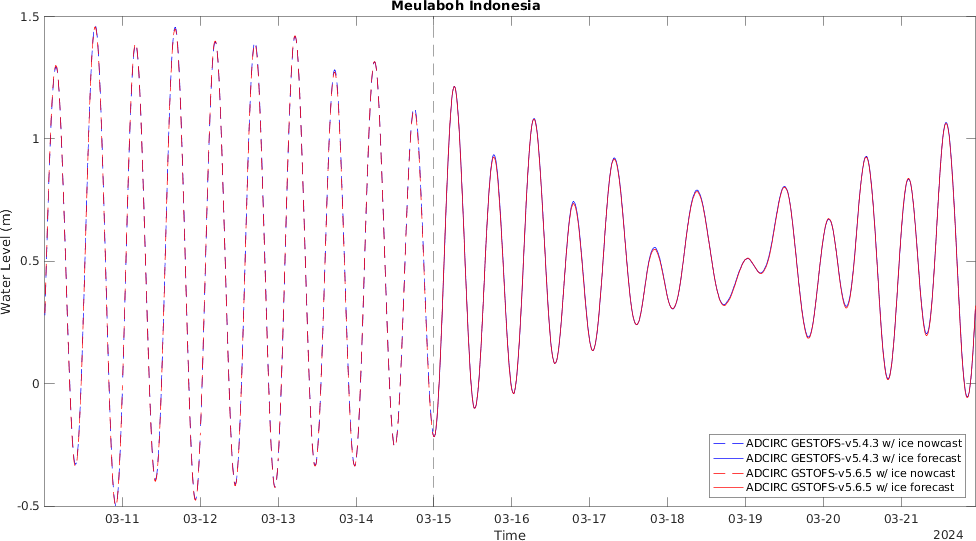 Meulaboh Indonesia
Water Level (m)
1.5
1
0.5
0
-0.5
03-11 03-12 03-13 03-14 03-15 03-16 03-17 03-18 03-19 03-20 03-21
Time
2024
ADCIRC GESTOFS-v5.4.3 w/ ice nowcast
ADCIRC GESTOFS-v5.4.3 w/ ice forecast
ADCIRC GSTOFS-v5.6.5 w/ ice nowcast
ADCIRC GSTOFS-v5.6.5 w/ ice forecast